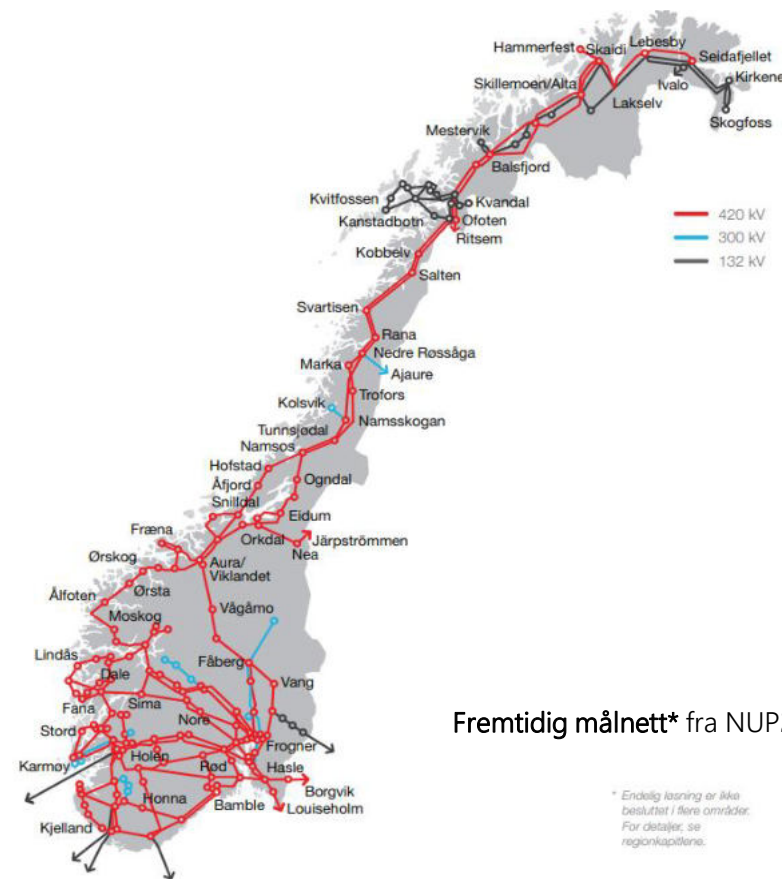 Hammerfest
Skaidi
Lebesby
Seidafjellet
Kirkene
Ivalo
Skillemoen/Alta
Lakselv
Skogfoss
Mestervik
Balsfjord
Kvitfossen
Kvandal
Kanstadbotn
Ofoten
Ritsem
420 kV
300 kV
132 kV
Kobbelv
Salten
Svartisen
Rana
Nedre Røssåga
Marka
Ajaure
Trofors
Kolsvik
Namsskogan
Tunnsjødal
Namsos
Hofstad
Ogndal
Åfjord
Snilldal
Eidum
Fræna
Orkdal
Järpströmmen
Nea
Ørskog
Aura/
Viklandet
Ålfoten
Ørsta
Vågåmo
Moskog
Lindås
Fåberg
Dale
Vang
Sima
Fana
Nore
Stord
Frogner
Fremtidig målnett* fra NUP.
Karmøy
Holen
Rød
Hasle
Borgvik
Honna
Bamble
Louiseholm
Kjelland
* Endelig løsning er ikke
besluttet i flere områder.
For detaljer, se
regionkapitlene.